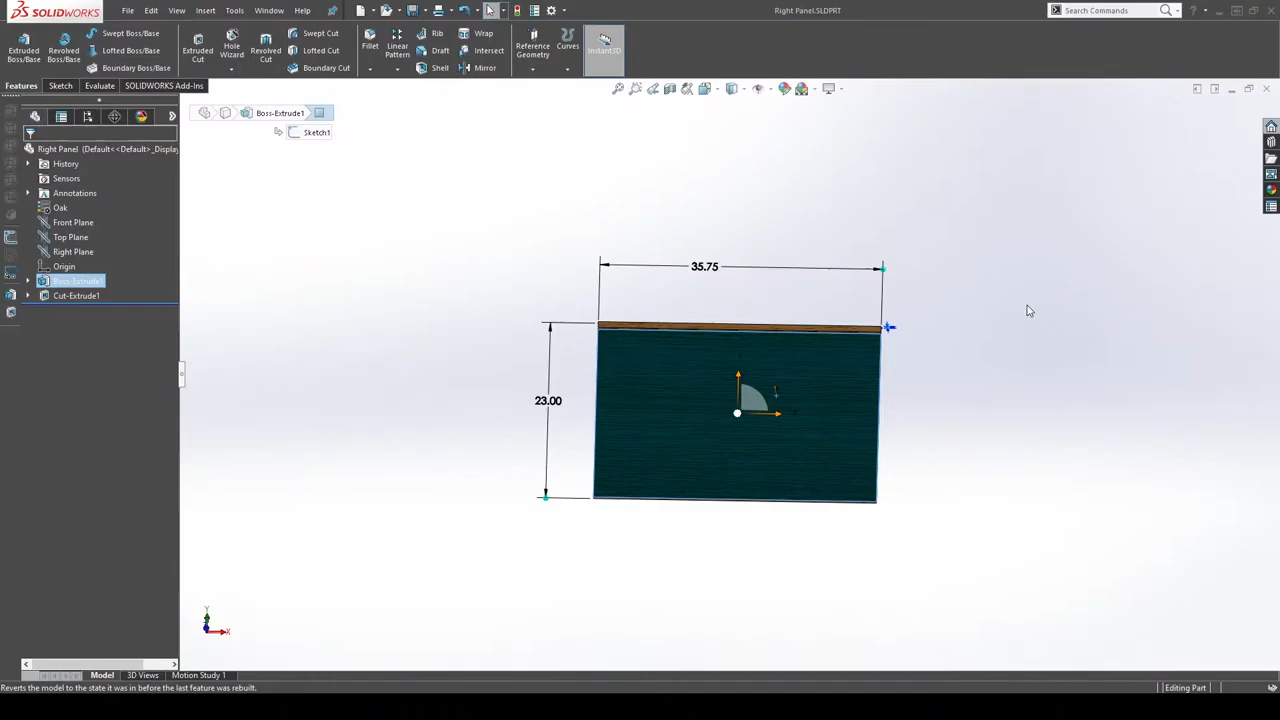 SOLIDWORKS
File Edit View Insert Tools Window Help
Right Panel.SLDPRT
Search Commands
Extruded Boss/Base
Revolved Boss/Base
Swept Boss/Base
Lofted Boss/Base
Boundary Boss/Base
Extruded Cut
Hole Wizard
Revolved Cut
Swept Cut
Lofted Cut
Boundary Cut
Fillet
Linear Pattern
Rib
Draft
Shell
Wrap
Intersect
Mirror
Reference Geometry
Curves
Instant3D
Features Sketch Evaluate SOLIDWORKS Add-Ins
Boss-Extrude1
Sketch1
Right Panel (Default<<Default>_Display
History
Sensors
Annotations
Oak
Front Plane
Top Plane
Right Plane
Origin
Boss-Extrude1
Cut-Extrude1
35.75
23.00
Y
X
Model 3D Views Motion Study 1
Reverts the model to the state it was in before the last feature was rebuilt.
Editing Part